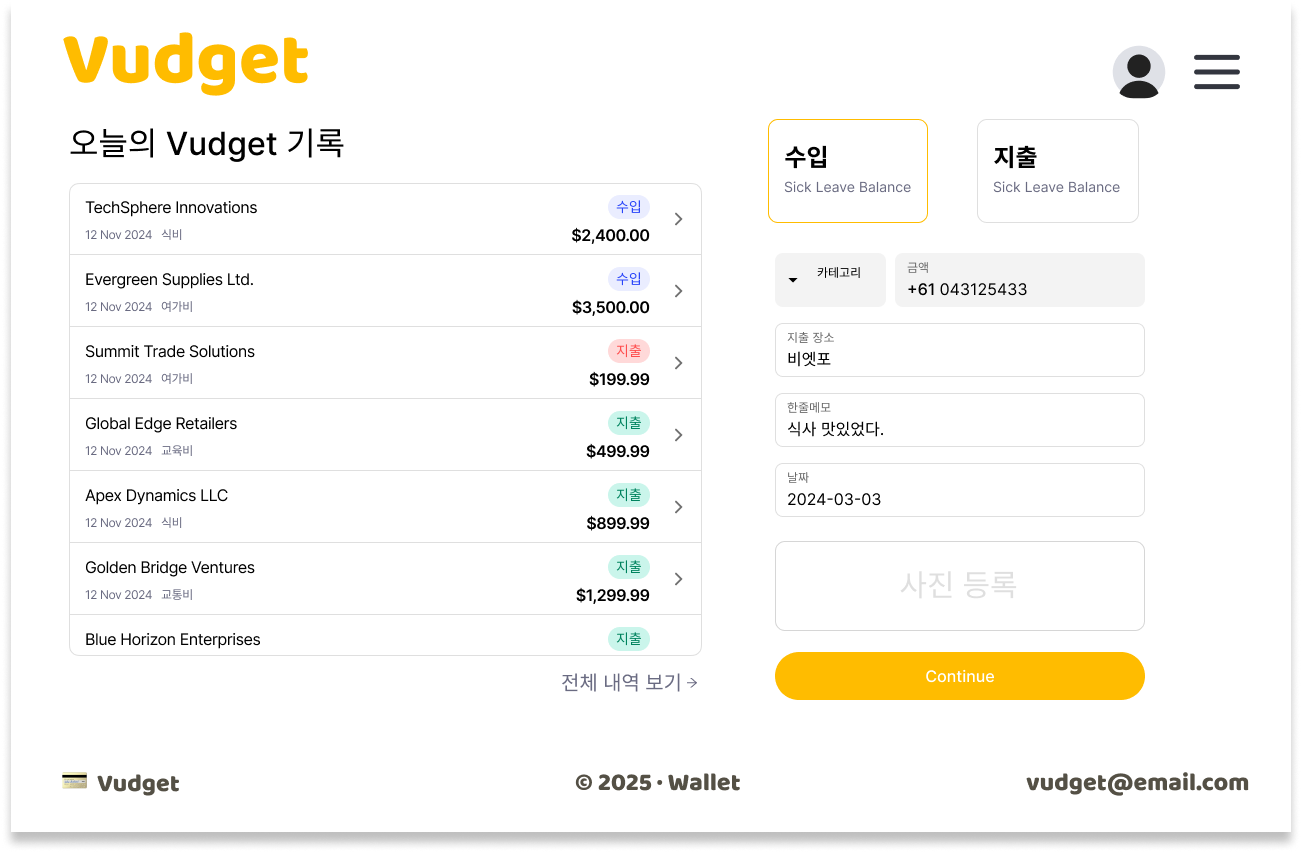 Vudget
오늘의 Vudget 기록
TechSphere Innovations 수입
12 Nov 2024 식비 $2,400.00
Evergreen Supplies Ltd. 수입
12 Nov 2024 여가비 $3,500.00
Summit Trade Solutions 지출
12 Nov 2024 여가비 $199.99
Global Edge Retailers 지출
12 Nov 2024 교육비 $499.99
Apex Dynamics LLC 지출
12 Nov 2024 식비 $899.99
Golden Bridge Ventures 지출
12 Nov 2024 교통비 $1,299.99
Blue Horizon Enterprises 지출
전체 내역 보기
수입
Sick Leave Balance
지출
Sick Leave Balance
카테고리
금액
+61 043125433
지출 장소
비엣포
한줄메모
식사 맛있었다.
날짜
2024-03-03
사진 등록
Continue
Vudget
© 2025 · Wallet
vudget@email.com